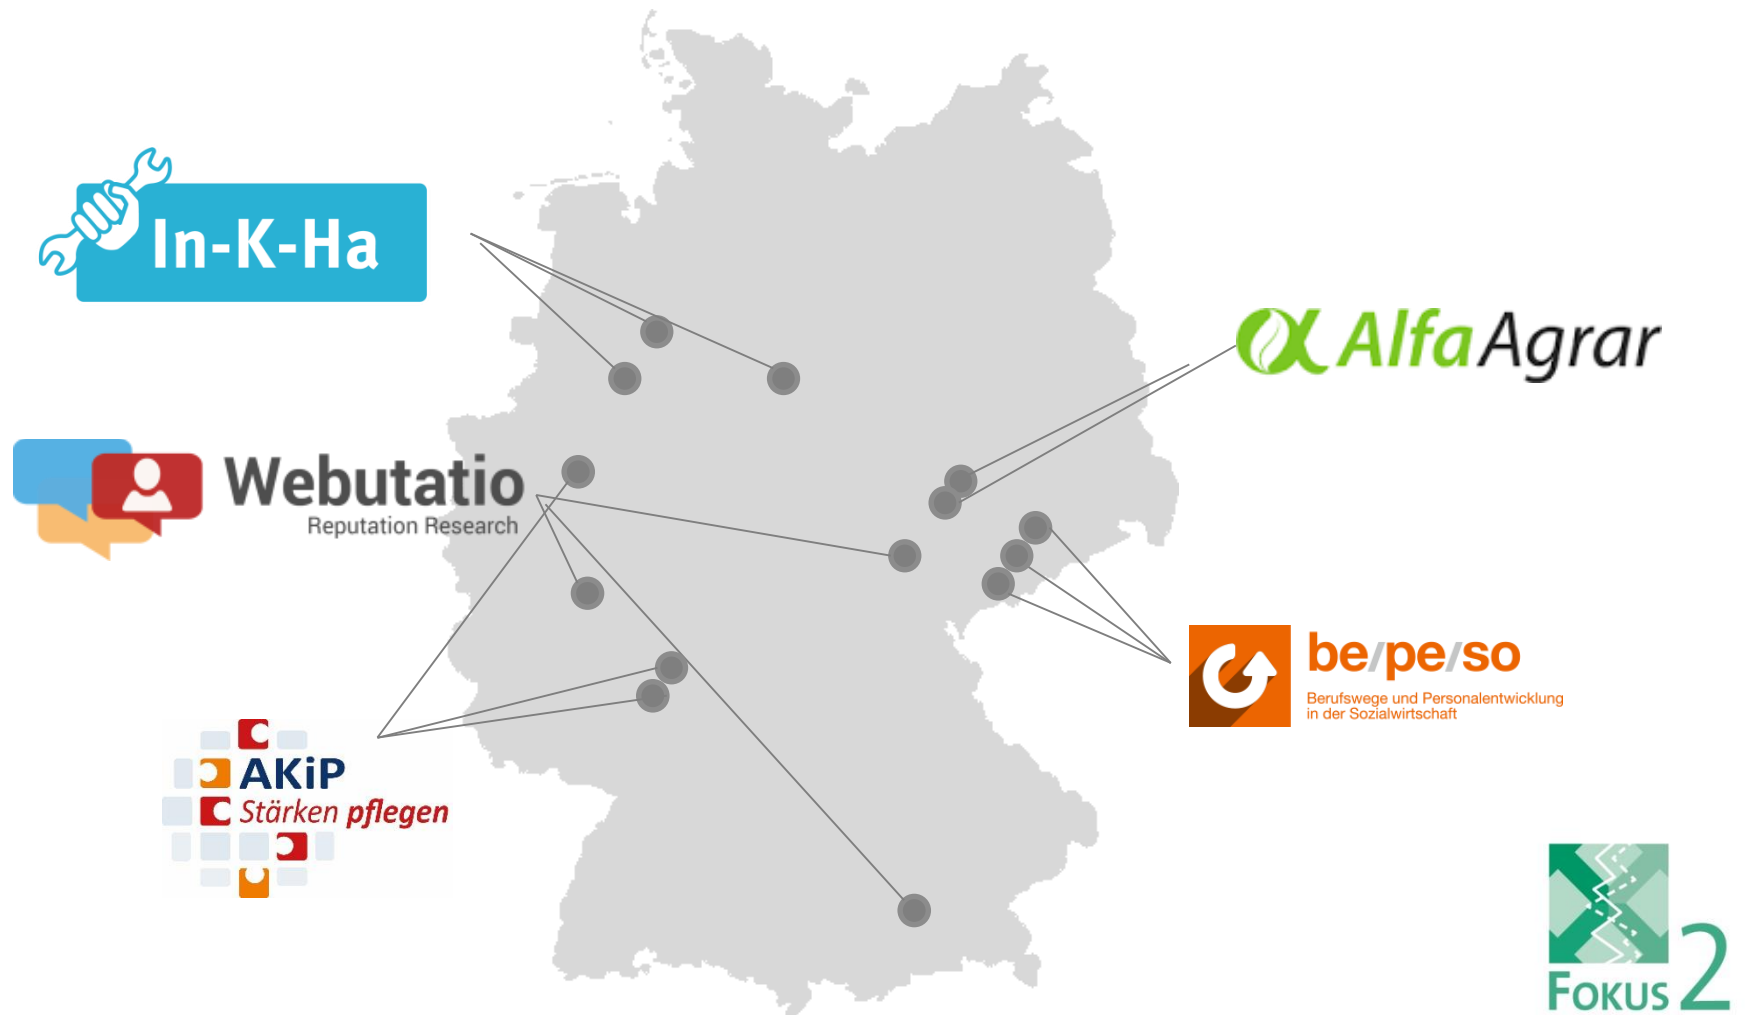 In-K-Ha
AlfaAgrar
Webutatio
Reputation Research
be/pe/so
Berufswege und Personalentwicklung
in der Sozialwirtschaft
AKiP
Stärken pflegen
FOKUS 2